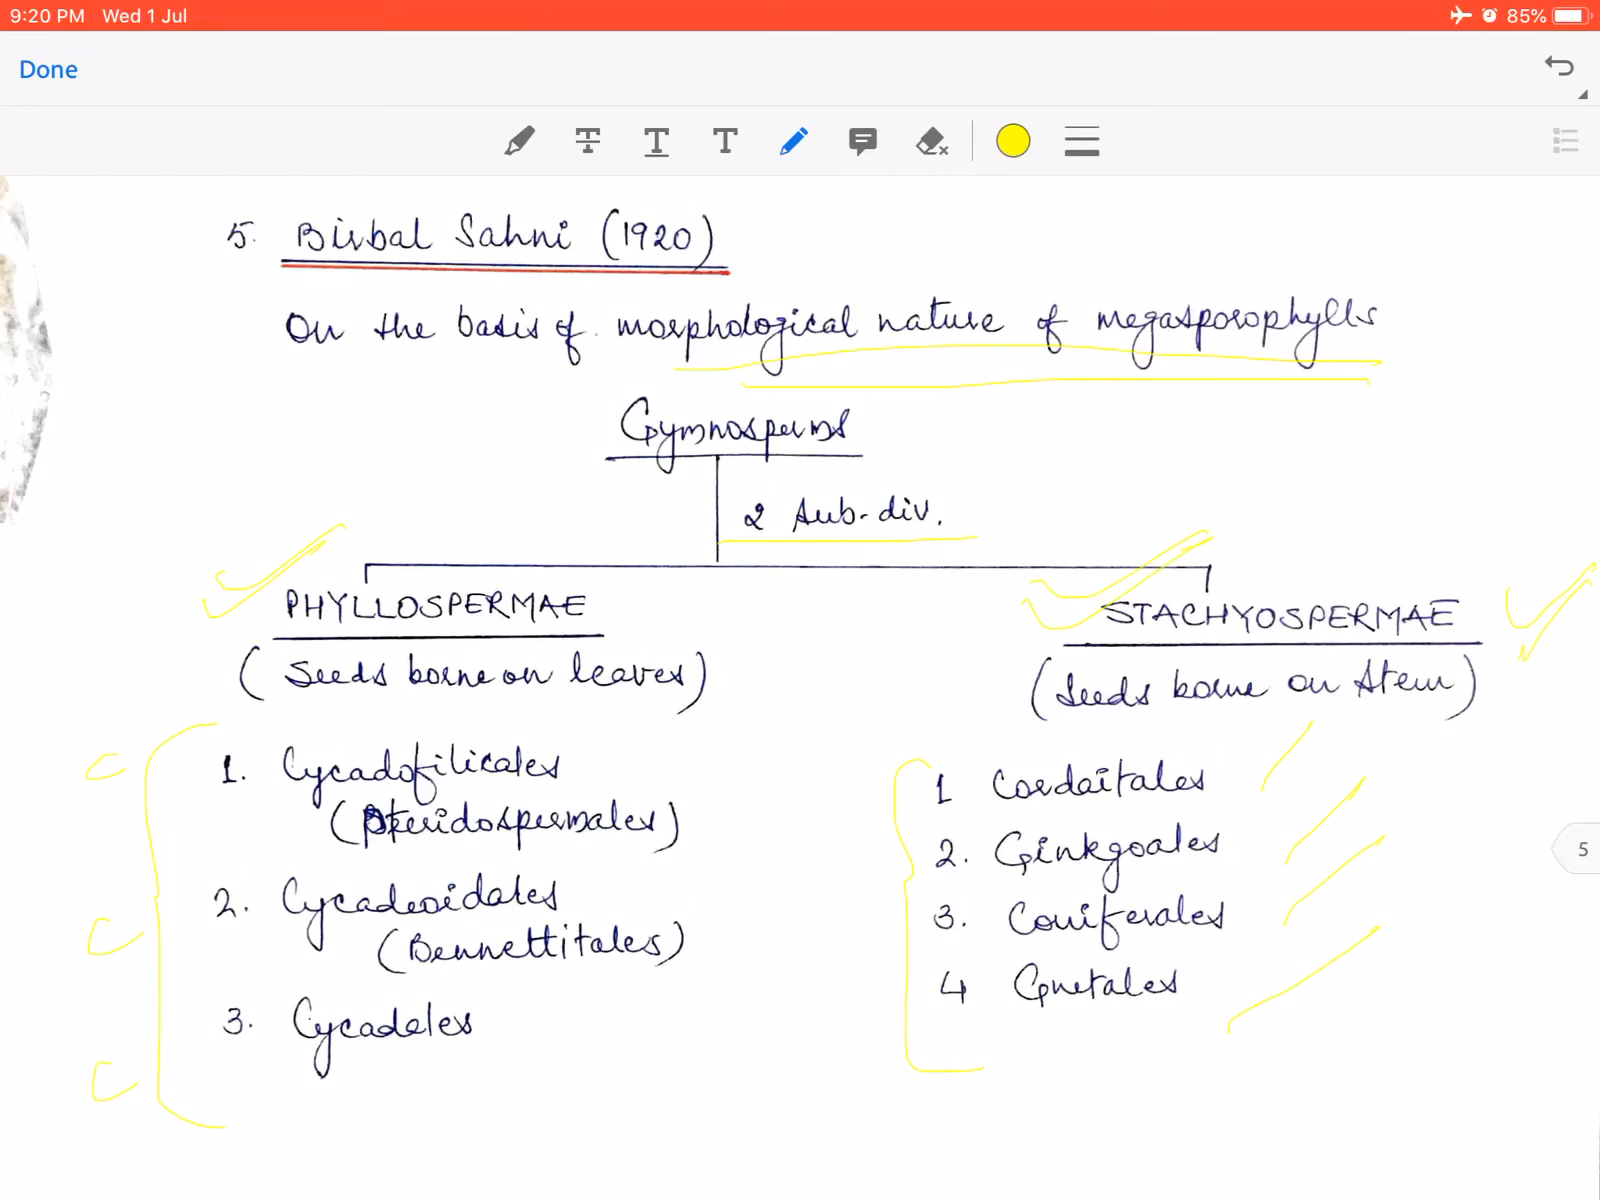 9:20 PM Wed 1 Jul
85%
Done
5. Birbal Sahni (1920)
On the basis of morphological nature of megasporophylls
Gymnosperms
2 Sub-div.
PHYLLOSPERMAE
(Seeds borne on leaves)
1. Cycadofilicales
(Pteridospermales)
2. Cycadeoidales
(Bennettitales)
3. Cycadales
STACHYOSPERMAE
(Seeds borne on stem)
1 Cordaitales
2. Ginkgoales
3. Coniferales
4 Gnetales
5